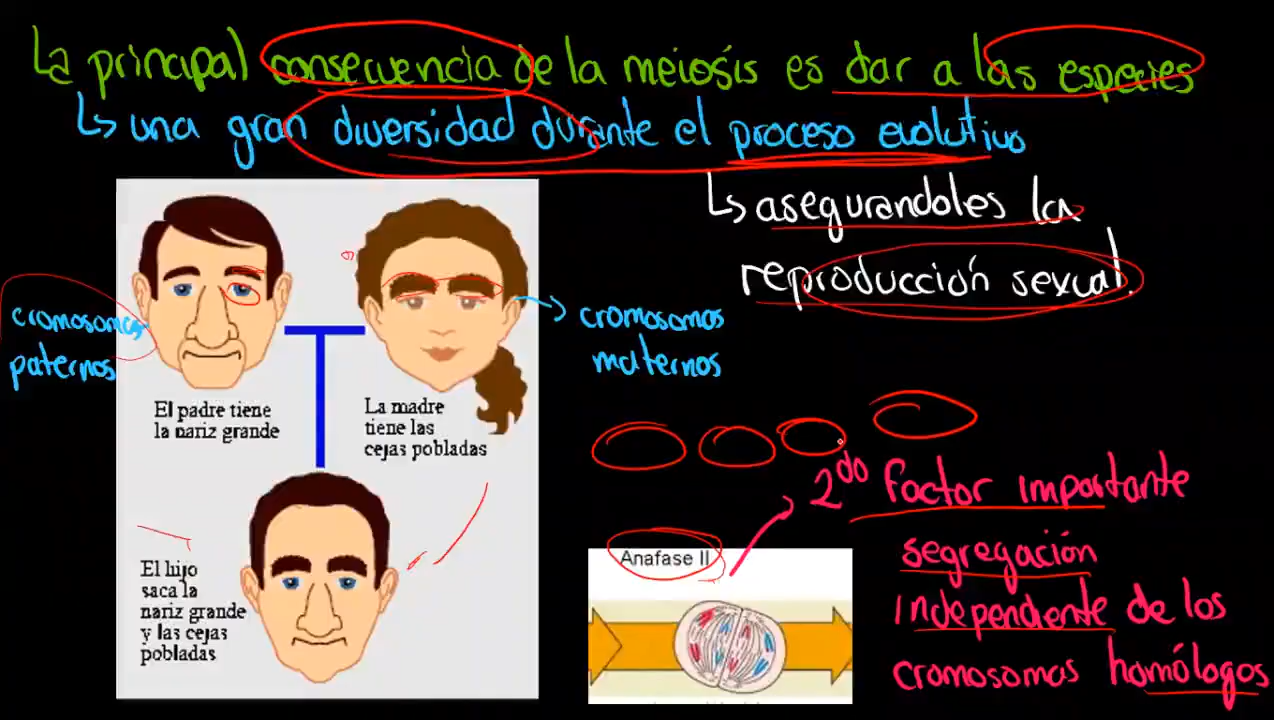 La principal consecuencia de la meiosis es dar a las especies
una gran diversidad durante el proceso evolutivo
asegurandoles la
reproducción sexual.
cromosomas
paternos
cromosomas
maternos
El padre tiene
la nariz grande
La madre
tiene las
cejas pobladas
El hijo
saca la
nariz grande
y las cejas
pobladas
Anafase II
2do Factor importante
segregación
independiente de los
cromosomas homólogos